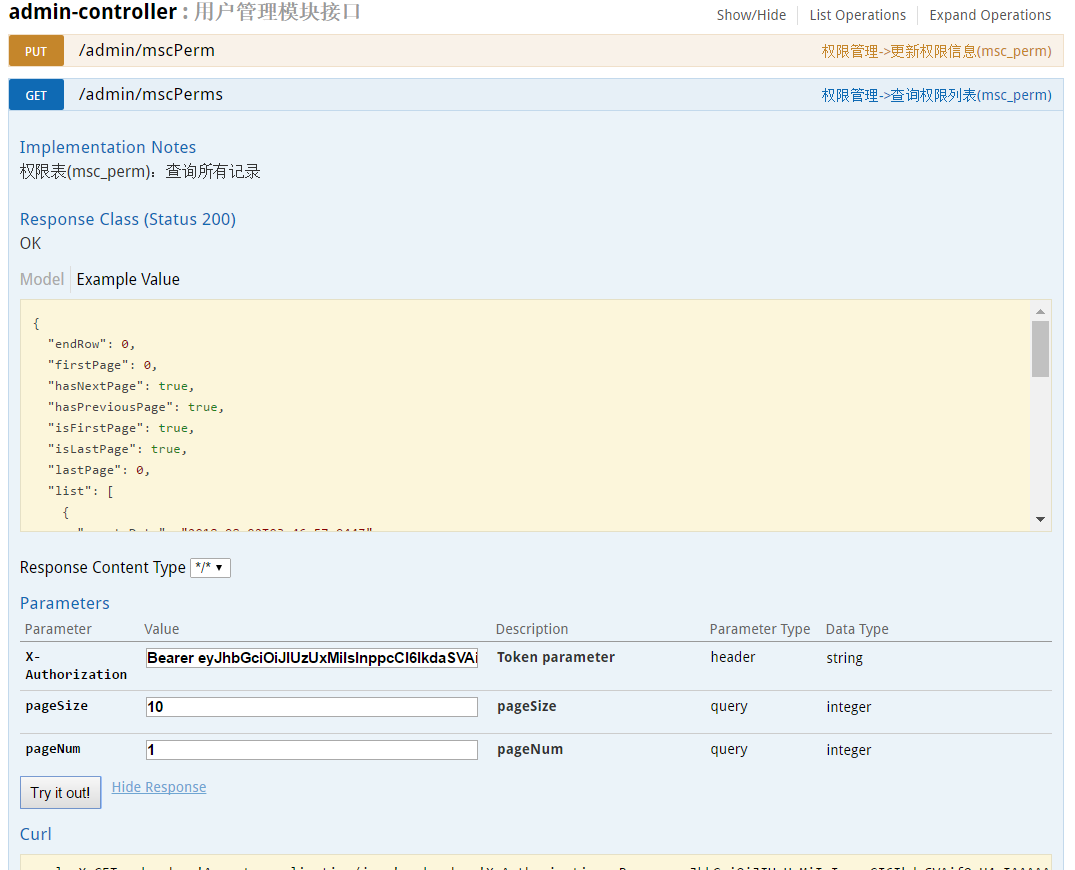 admin-controller : 用户管理模块接口
Show/Hide List Operations Expand Operations
PUT /admin/mscPerm 权限管理->更新权限信息(msc_perm)
GET /admin/mscPerms 权限管理->查询权限列表(msc_perm)
Implementation Notes
权限表(msc_perm)：查询所有记录
Response Class (Status 200)
OK
Model Example Value
{
"endRow": 0,
"firstPage": 0,
"hasNextPage": true,
"hasPreviousPage": true,
"isFirstPage": true,
"isLastPage": true,
"lastPage": 0,
"list": [
{
Response Content Type */*
Parameters
Parameter Value Description Parameter Type Data Type
X-Authorization Bearer Token parameter header string
pageSize 10 pageSize query integer
pageNum 1 pageNum query integer
Try it out! Hide Response
Curl